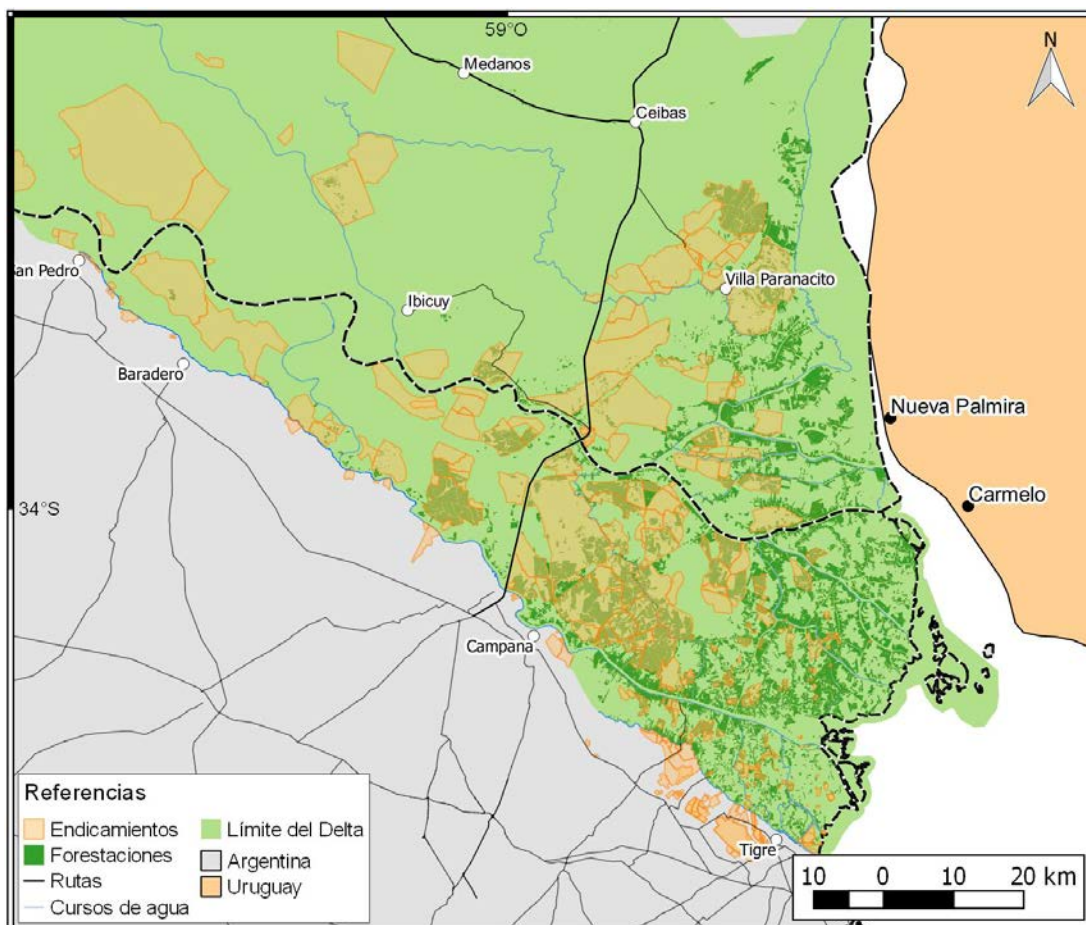 59°O
N
Medanos
Ceibas
San Pedro
Villa Paranacito
Ibicuy
Baradero
Nueva Palmira
34°S
Carmelo
Campana
Tigre
Referencias
Endicamientos
Forestaciones
Rutas
Cursos de agua
Límite del Delta
Argentina
Uruguay
10 0 10 20 km